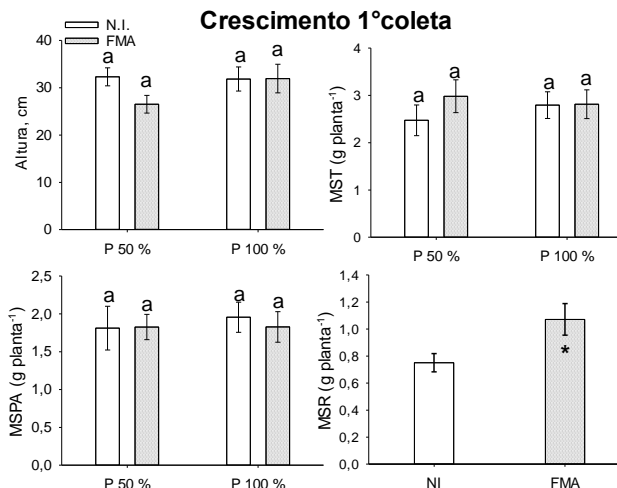 Crescimento 1°coleta
N.I.
FMA
Altura, cm
40
30
20
10
0
a
a
a
a
P 50 %
P 100 %
MST (g planta⁻¹)
4
3
2
1
0
a
a
a
a
P 50 %
P 100 %
MSPA (g planta⁻¹)
2,5
2,0
1,5
1,0
0,5
0,0
a
a
a
a
P 50 %
P 100 %
MSR (g planta⁻¹)
1,4
1,2
1,0
0,8
0,6
0,4
0,2
0,0
*
NI
FMA